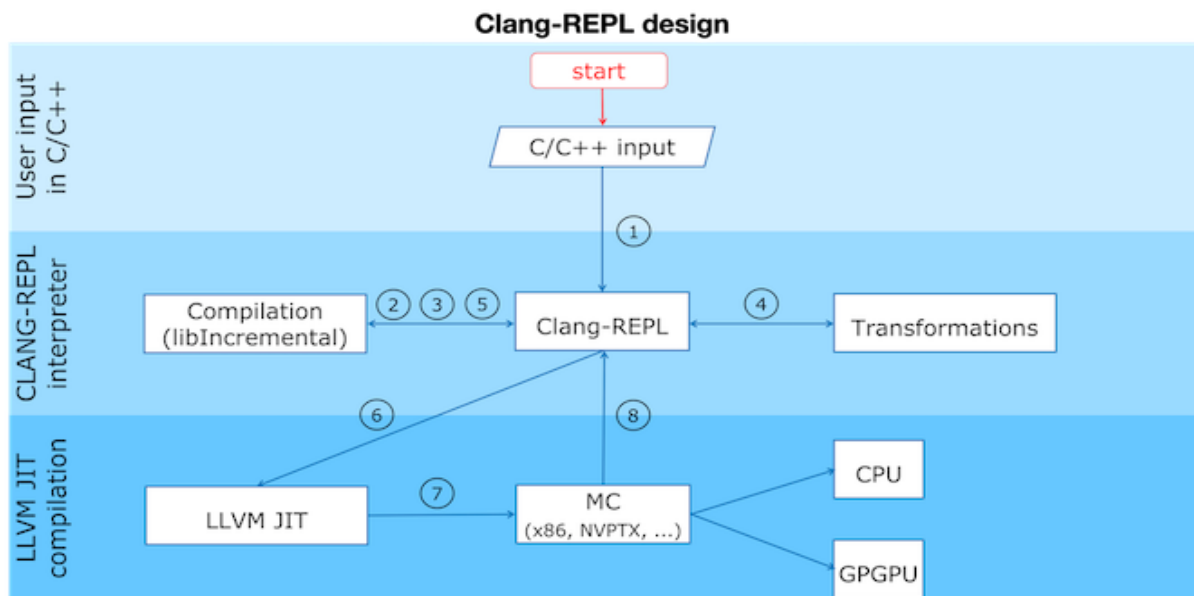 Clang-REPL design
User input
in C/C++
start
C/C++ input
1
CLANG-REPL
interpreter
Compilation
(libIncremental)
2 3 5
Clang-REPL
4
Transformations
6
8
LLVM JIT
compilation
LLVM JIT
7
MC
(x86, NVPTX, ...)
CPU
GPGPU